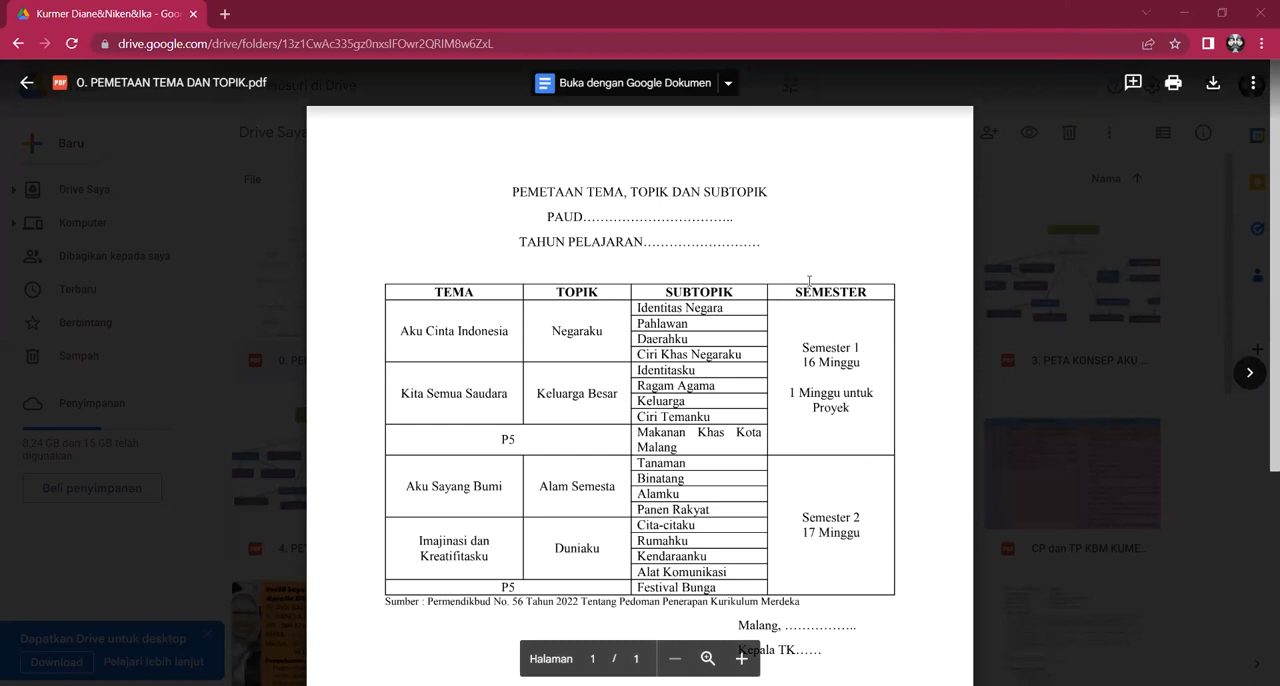 Kurmer Diane&Niken&Ika - Goo
drive.google.com/drive/folders/13z1CwAc335gz0nxsIFOwr2QRIM8w6ZxL
PDF 0. PEMETAAN TEMA DAN TOPIK.pdf
Buka dengan Google Dokumen
Drive Saya
Baru
File
Nama
Drive Saya
Komputer
Dibagikan kepada saya
Terbaru
Berbintang
Sampah
Penyimpanan
8,24 GB dari 15 GB telah
digunakan.
Beli penyimpanan
Dapatkan Drive untuk desktop
Download Pelajari lebih lanjut
PEMETAAN TEMA, TOPIK DAN SUBTOPIK
PAUD……………………………..
TAHUN PELAJARAN………………………
TEMA TOPIK SUBTOPIK SEMESTER
Aku Cinta Indonesia
Negaraku
Identitas Negara
Pahlawan
Daerahku
Ciri Khas Negaraku
Semester 1
16 Minggu
1 Minggu untuk
Proyek
Kita Semua Saudara
Keluarga Besar
Identitasku
Ragam Agama
Keluarga
Ciri Temanku
P5
Makanan Khas Kota
Malang
Aku Sayang Bumi
Alam Semesta
Tanaman
Binatang
Alamku
Panen Rakyat
Semester 2
17 Minggu
Imajinasi dan
Kreatifitasku
Duniaku
Cita-citaku
Rumahku
Kendaraanku
Alat Komunikasi
P5
Festival Bunga
Sumber : Permendikbud No. 56 Tahun 2022 Tentang Pedoman Penerapan Kurikulum Merdeka
Malang, ……………..
Kepala TK……
Halaman 1 / 1
3. PETA KONSEP AKU ...
CP dan TP KBM KUME...